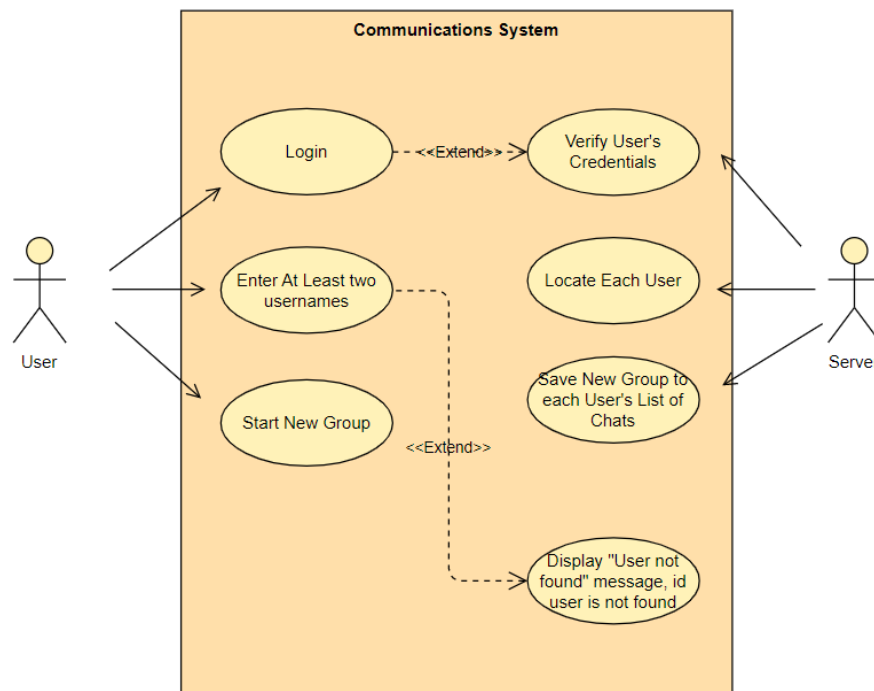 Communications System
Login
<<Extend>>
Verify User's
Credentials
Enter At Least two
usernames
Locate Each User
User
Server
Start New Group
Save New Group to
each User's List of
Chats
<<Extend>>
Display "User not
found" message, id
user is not found